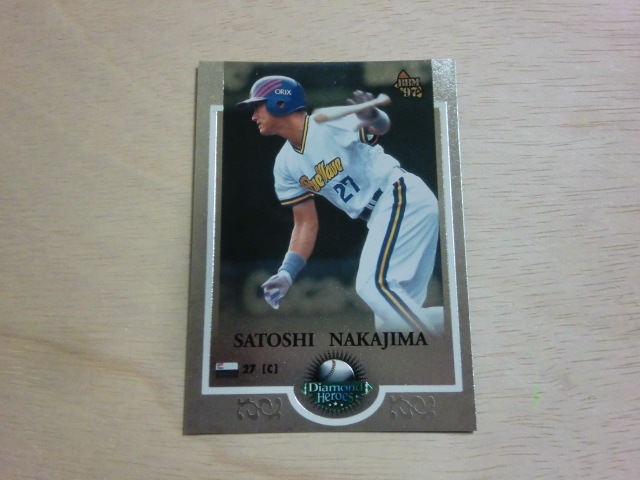 BBM
'97
ORIX
BlueWave
27
SATOSHI NAKAJIMA
27 [C]
Diamond
Heroes